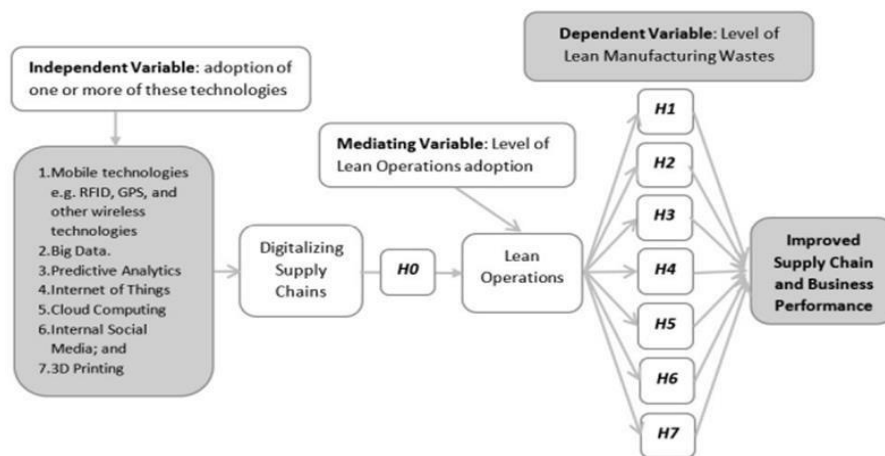 Independent Variable: adoption of
one or more of these technologies
1.Mobile technologies
e.g. RFID, GPS, and
other wireless
technologies
2.Big Data.
3.Predictive Analytics
4.Internet of Things
5.Cloud Computing
6.Internal Social
Media; and
7.3D Printing
Digitalizing
Supply
Chains
H0
Mediating Variable: Level of
Lean Operations adoption
Lean
Operations
Dependent Variable: Level of
Lean Manufacturing Wastes
H1
H2
H3
H4
H5
H6
H7
Improved
Supply Chain
and Business
Performance